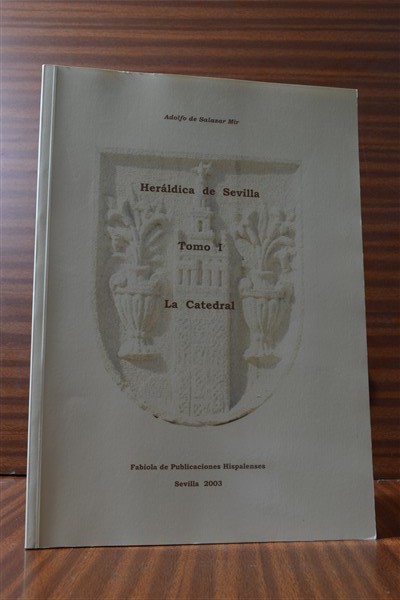 Adolfo de Salazar Mir
Heráldica de Sevilla
Tomo I
La Catedral
Fabiola de Publicaciones Hispalenses
Sevilla 2003